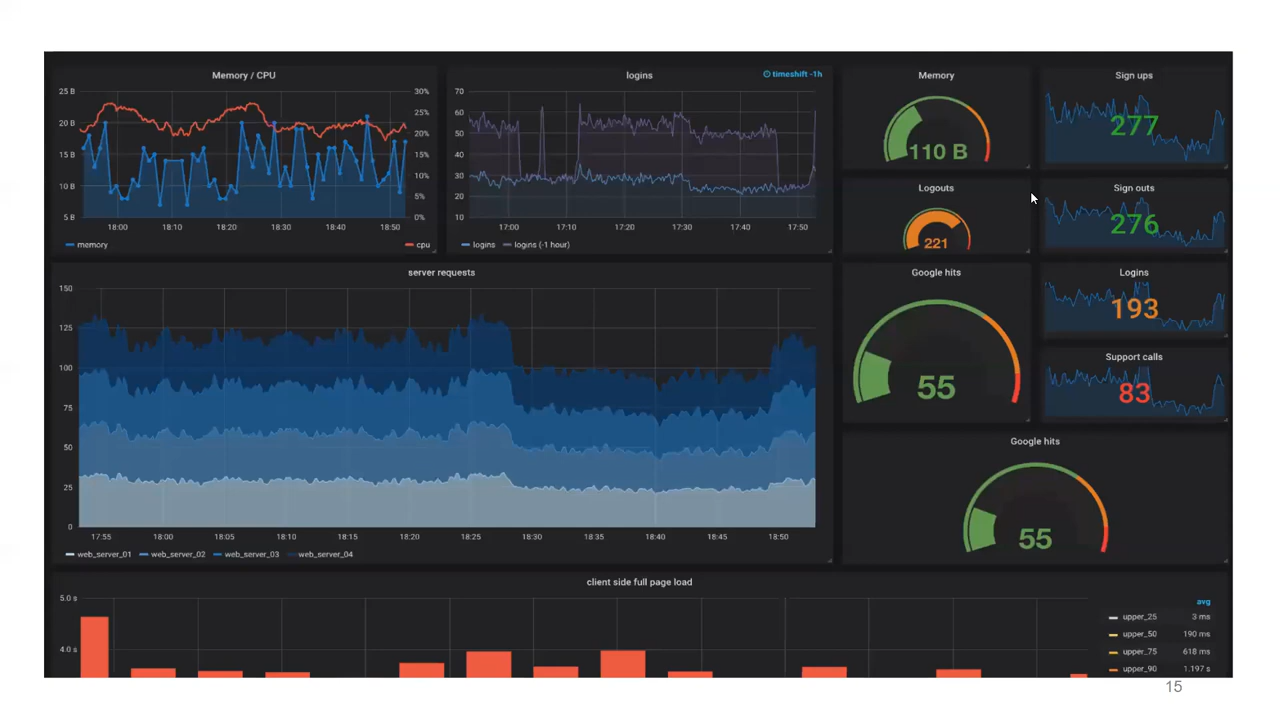 Memory / CPU
25 B
20 B
15 B
10 B
5 B
30%
25%
20%
15%
10%
5%
0%
18:00 18:10 18:20 18:30 18:40 18:50
memory cpu
logins
timeshift -1h
70
60
50
40
30
20
10
17:00 17:10 17:20 17:30 17:40 17:50
logins logins (-1 hour)
Memory
110 B
Sign ups
277
Logouts
221
Sign outs
276
server requests
150
125
100
75
50
25
0
17:55 18:00 18:05 18:10 18:15 18:20 18:25 18:30 18:35 18:40 18:45 18:50
web_server_01 web_server_02 web_server_03 web_server_04
Google hits
55
Logins
193
Support calls
83
Google hits
55
client side full page load
5.0 s
4.0 s
avg
upper_25 3 ms
upper_50 190 ms
upper_75 618 ms
upper_90 1.197 s
15